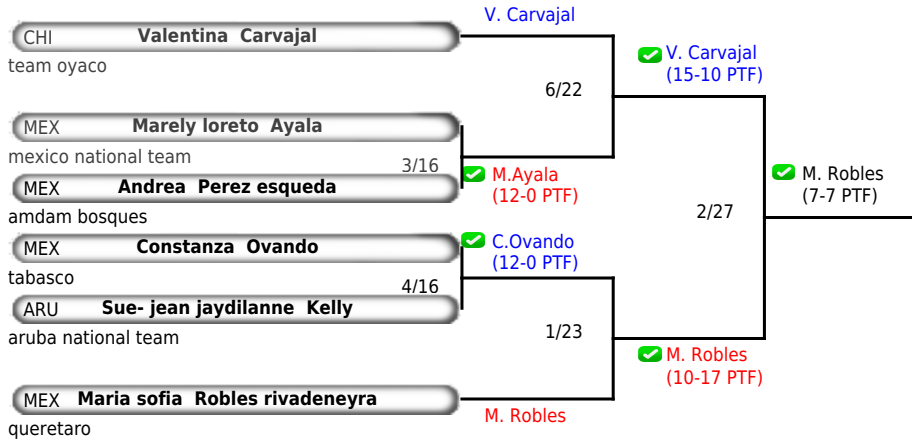 V. Carvajal
CHI Valentina Carvajal
team oyaco
V. Carvajal
(15-10 PTF)
6/22
MEX Marely loreto Ayala
mexico national team
3/16
M.Ayala
(12-0 PTF)
MEX Andrea Perez esqueda
amdam bosques
M. Robles
(7-7 PTF)
2/27
MEX Constanza Ovando
tabasco
C.Ovando
(12-0 PTF)
4/16
ARU Sue- jean jaydilanne Kelly
aruba national team
1/23
M. Robles
(10-17 PTF)
MEX Maria sofia Robles rivadeneyra
queretaro
M. Robles